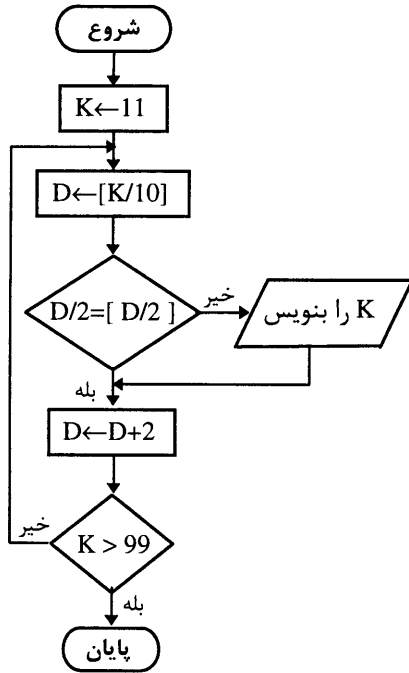 شروع
K←11
D←[K/10]
D/2=[ D/2 ]
خیر
K را بنویس
بله
D←D+2
خیر
K > 99
بله
پایان